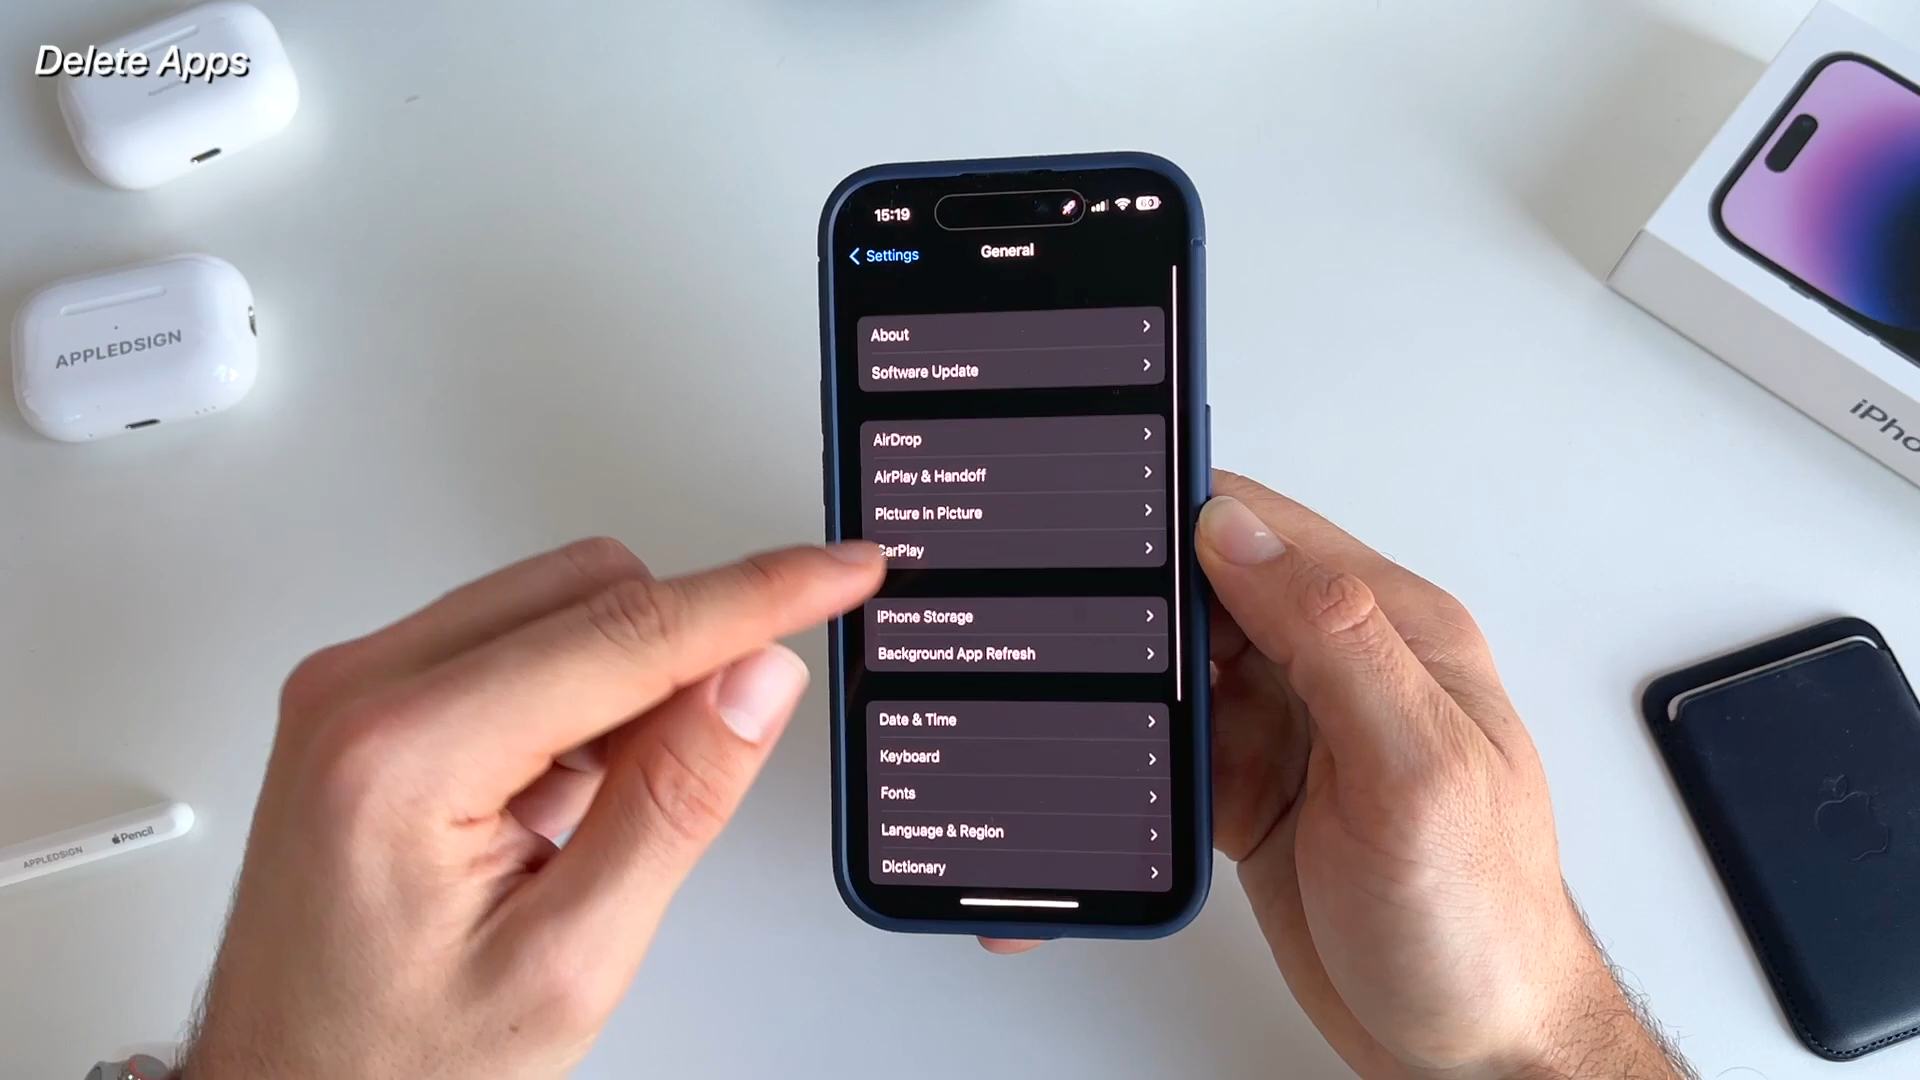 Delete Apps
APPLEDSIGN
15:19
60
Settings
General
About
Software Update
AirDrop
AirPlay & Handoff
Picture in Picture
CarPlay
iPhone Storage
Background App Refresh
Date & Time
Keyboard
Fonts
Language & Region
Dictionary
iPho
APPLEDSIGN
Pencil